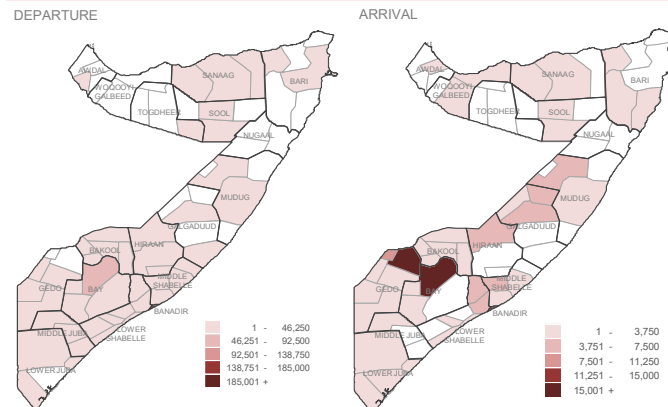 DEPARTURE
AWDAL
WOQOOYI
GALBEED
TOGDHEER
SANAAG
BARI
SOOL
NUGAAL
MUDUG
GALGADUUD
HIRAAN
BAKOOL
GEDO
BAY
MIDDLE
SHABELLE
BANADIR
LOWER
SHABELLE
MIDDLE JUBA
LOWER JUBA
1 - 46,250
46,251 - 92,500
92,501 - 138,750
138,751 - 185,000
185,001 +
ARRIVAL
AWDAL
WOQOOYI
GALBEED
TOGDHEER
SANAAG
BARI
SOOL
NUGAAL
MUDUG
GALGADUUD
HIRAAN
BAKOOL
GEDO
BAY
MIDDLE
SHABELLE
BANADIR
LOWER
SHABELLE
MIDDLE JUBA
LOWER JUBA
1 - 3,750
3,751 - 7,500
7,501 - 11,250
11,251 - 15,000
15,001 +